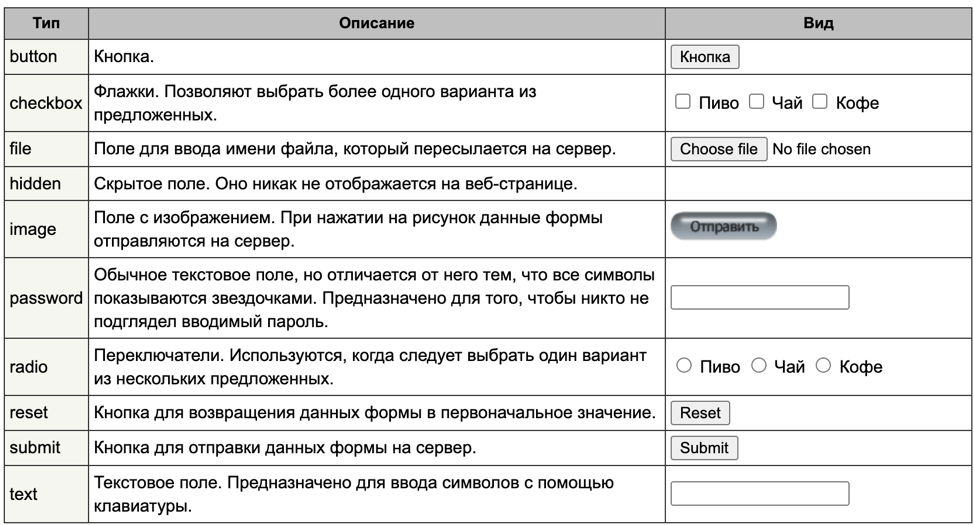 Тип Описание Вид
button Кнопка. Кнопка
checkbox Флажки. Позволяют выбрать более одного варианта из
предложенных. Пиво Чай Кофе
file Поле для ввода имени файла, который пересылается на сервер. Choose file No file chosen
hidden Скрытое поле. Оно никак не отображается на веб-странице.
image Поле с изображением. При нажатии на рисунок данные формы
отправляются на сервер. Отправить
password Обычное текстовое поле, но отличается от него тем, что все символы
показываются звездочками. Предназначено для того, чтобы никто не
подглядел вводимый пароль.
radio Переключатели. Используются, когда следует выбрать один вариант
из нескольких предложенных. Пиво Чай Кофе
reset Кнопка для возвращения данных формы в первоначальное значение. Reset
submit Кнопка для отправки данных формы на сервер. Submit
text Текстовое поле. Предназначено для ввода символов с помощью
клавиатуры.